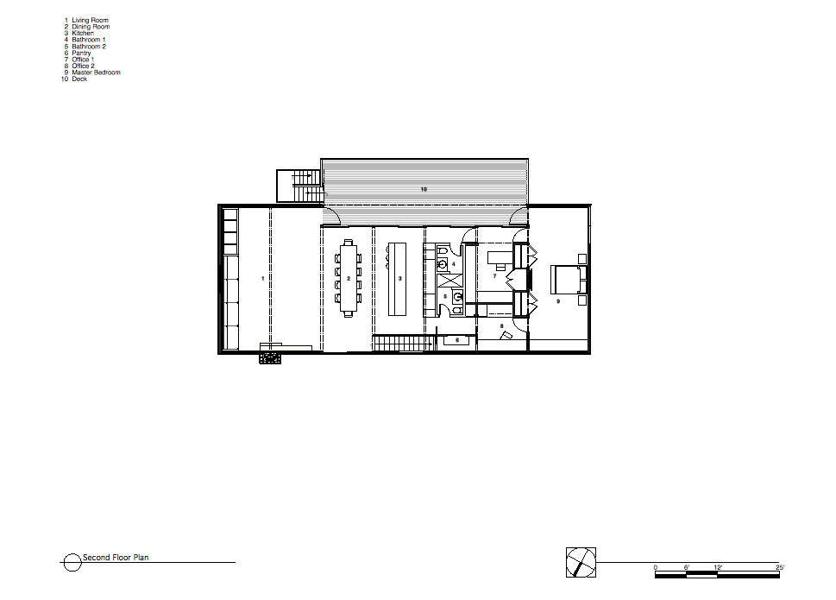 1 Living Room
2 Dining Room
3 Kitchen
4 Bathroom 1
5 Bathroom 2
6 Pantry
7 Office 1
8 Office 2
9 Master Bedroom
10 Deck
10
1
2
3
4
5
6
7
8
9
Second Floor Plan
0 6' 12' 25'